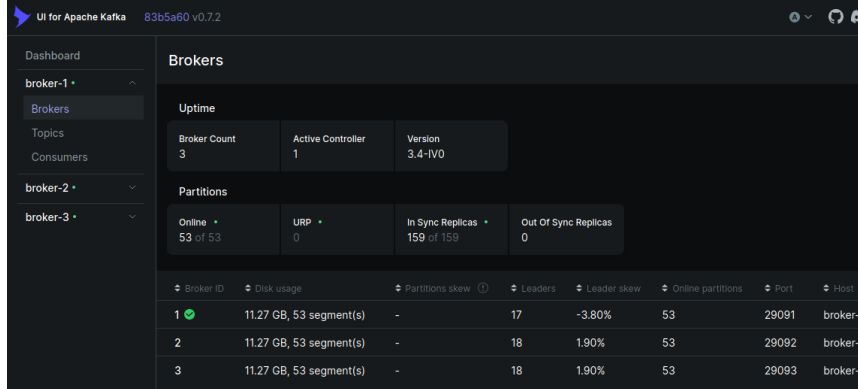 UI for Apache Kafka 83b5a60 v0.7.2 A
Dashboard
broker-1
Brokers
Topics
Consumers
broker-2
broker-3
Brokers
Uptime
Broker Count
3
Active Controller
1
Version
3.4-IV0
Partitions
Online
53 of 53
URP
0
In Sync Replicas
159 of 159
Out Of Sync Replicas
0
Broker ID Disk usage Partitions skew Leaders Leader skew Online partitions Port Host
1 11.27 GB, 53 segment(s) - 17 -3.80% 53 29091 broker-
2 11.27 GB, 53 segment(s) - 18 1.90% 53 29092 broker-
3 11.27 GB, 53 segment(s) - 18 1.90% 53 29093 broker-